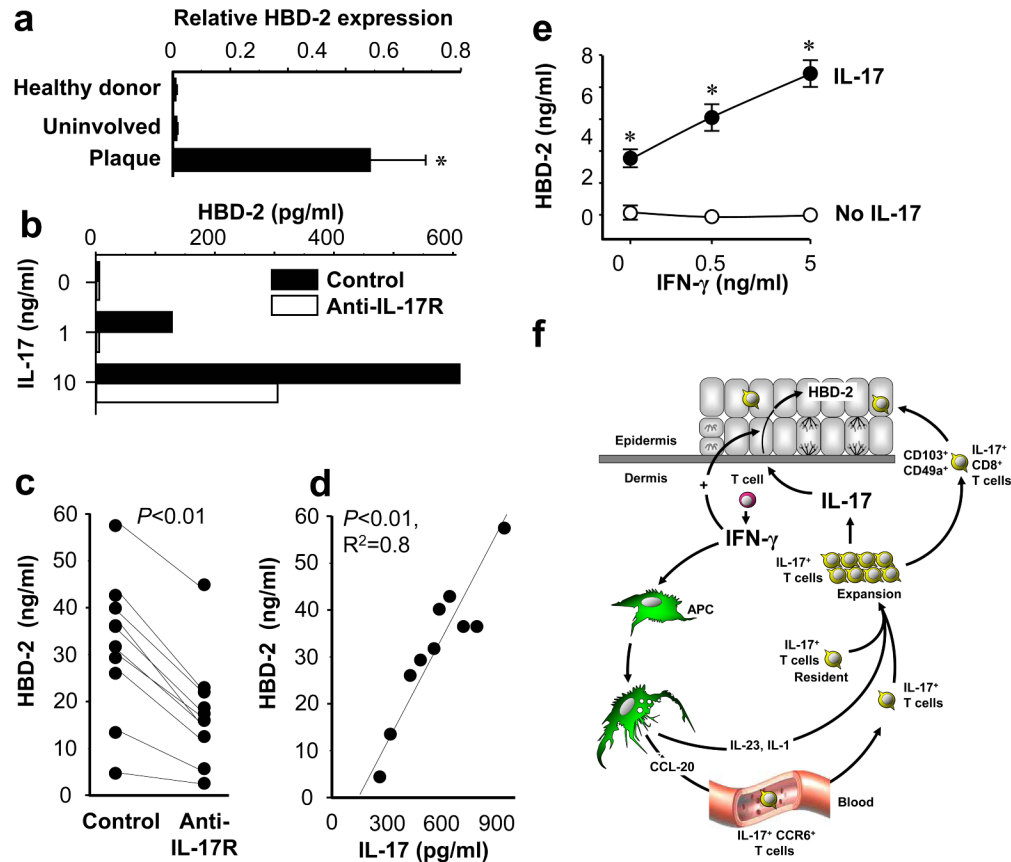 a
Relative HBD-2 expression
0 0.2 0.4 0.6 0.8
Healthy donor
Uninvolved
Plaque
*
b
HBD-2 (pg/ml)
0 200 400 600
IL-17 (ng/ml)
0
1
10
Control
Anti-IL-17R
c
P<0.01
HBD-2 (ng/ml)
60
50
40
30
20
10
0
Control
Anti-
IL-17R
d
P<0.01,
R²=0.8
HBD-2 (ng/ml)
60
50
40
30
20
10
0
0 300 600 900
IL-17 (pg/ml)
e
HBD-2 (ng/ml)
8
6
4
2
0
* * *
IL-17
No IL-17
0 0.5 5
IFN-γ (ng/ml)
f
HBD-2
Epidermis
Dermis
+
T cell
IFN-γ
IL-17
CD103⁺
CD49a⁺
IL-17⁺
CD8⁺
T cells
IL-17⁺
T cells
Expansion
APC
IL-17⁺
T cells
Resident
IL-17⁺
T cells
IL-23, IL-1
CCL-20
Blood
IL-17⁺ CCR6⁺
T cells